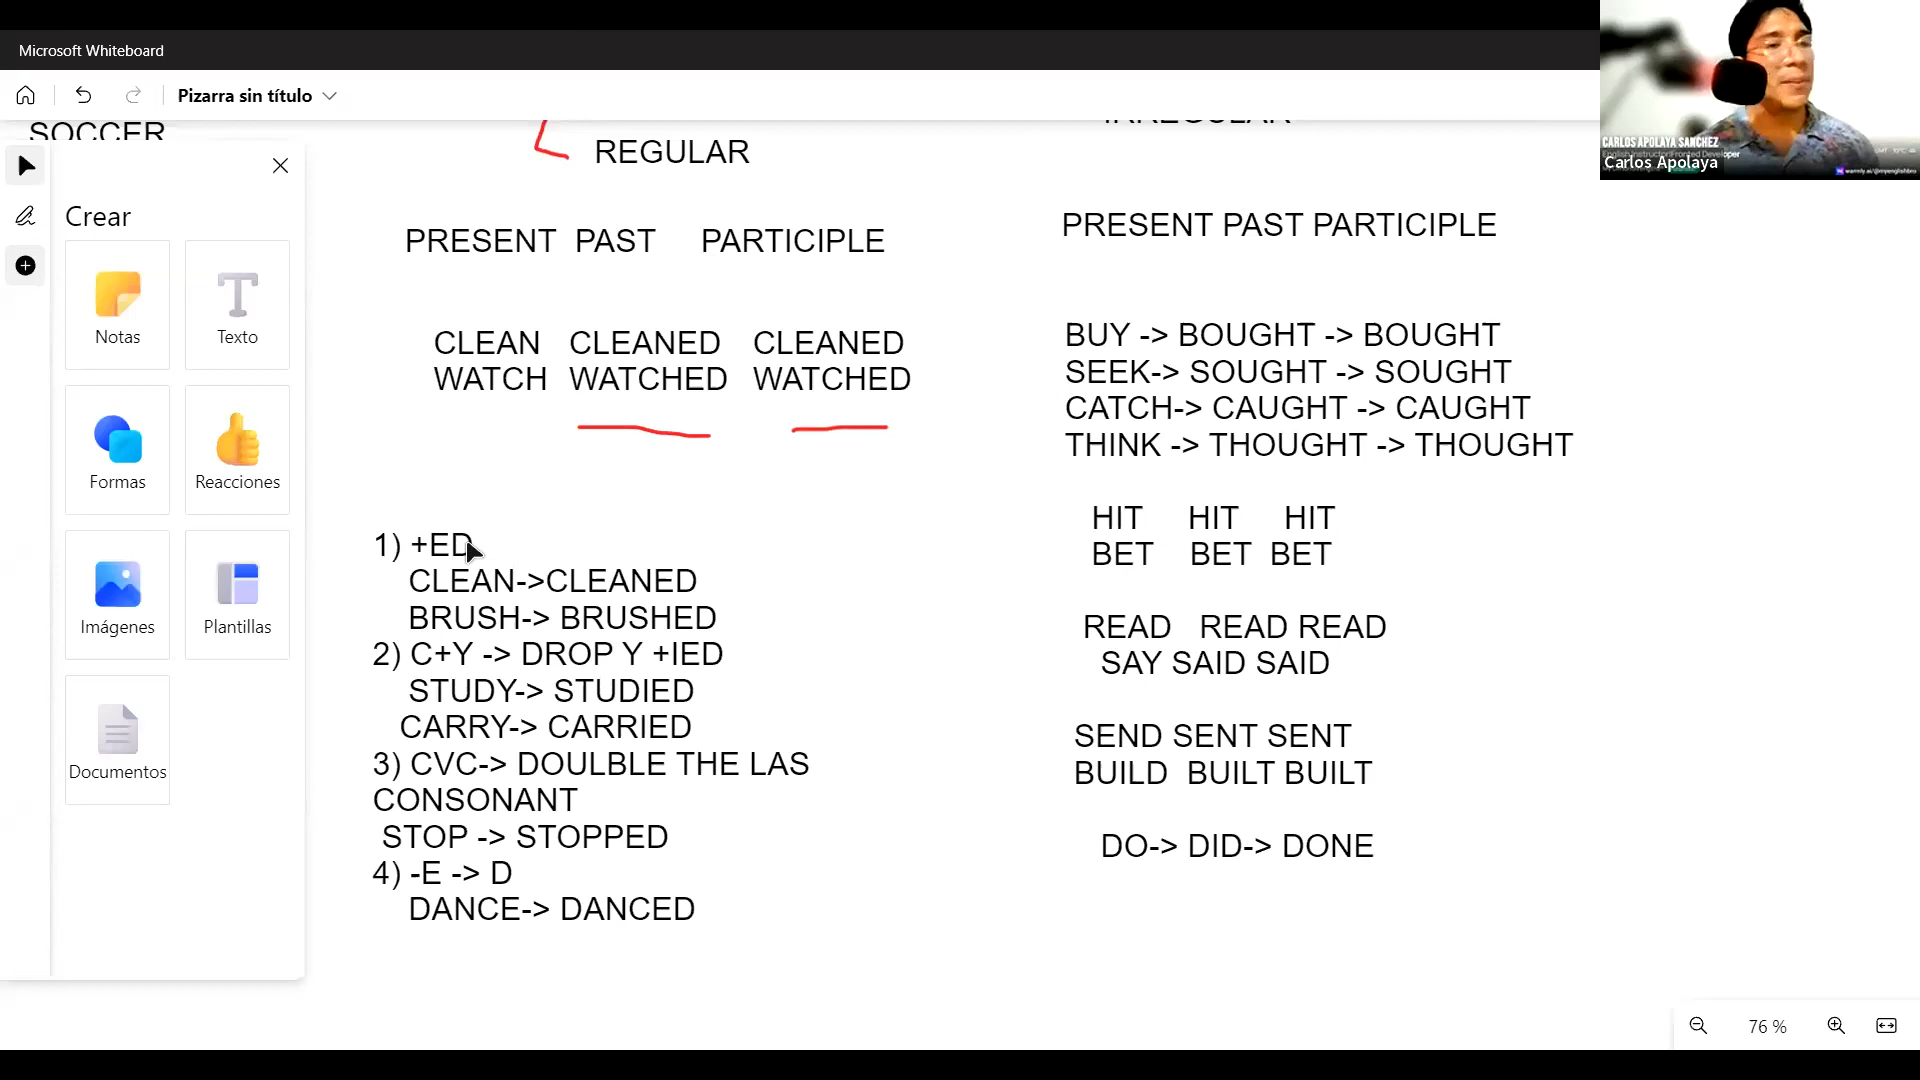 Microsoft Whiteboard
Pizarra sin título
SOCCER
REGULAR
IRREGULAR
CARLOS APOLAYA SANCHEZ
English Instructor
Carlos Apolaya
Crear
Notas
Texto
Formas
Reacciones
Imágenes
Plantillas
Documentos
PRESENT PAST PARTICIPLE
CLEAN CLEANED CLEANED
WATCH WATCHED WATCHED
1) +ED
CLEAN->CLEANED
BRUSH-> BRUSHED
2) C+Y -> DROP Y +IED
STUDY-> STUDIED
CARRY-> CARRIED
3) CVC-> DOULBLE THE LAS
CONSONANT
STOP -> STOPPED
4) -E -> D
DANCE-> DANCED
PRESENT PAST PARTICIPLE
BUY -> BOUGHT -> BOUGHT
SEEK-> SOUGHT -> SOUGHT
CATCH-> CAUGHT -> CAUGHT
THINK -> THOUGHT -> THOUGHT
HIT HIT HIT
BET BET BET
READ READ READ
SAY SAID SAID
SEND SENT SENT
BUILD BUILT BUILT
DO-> DID-> DONE
76 %